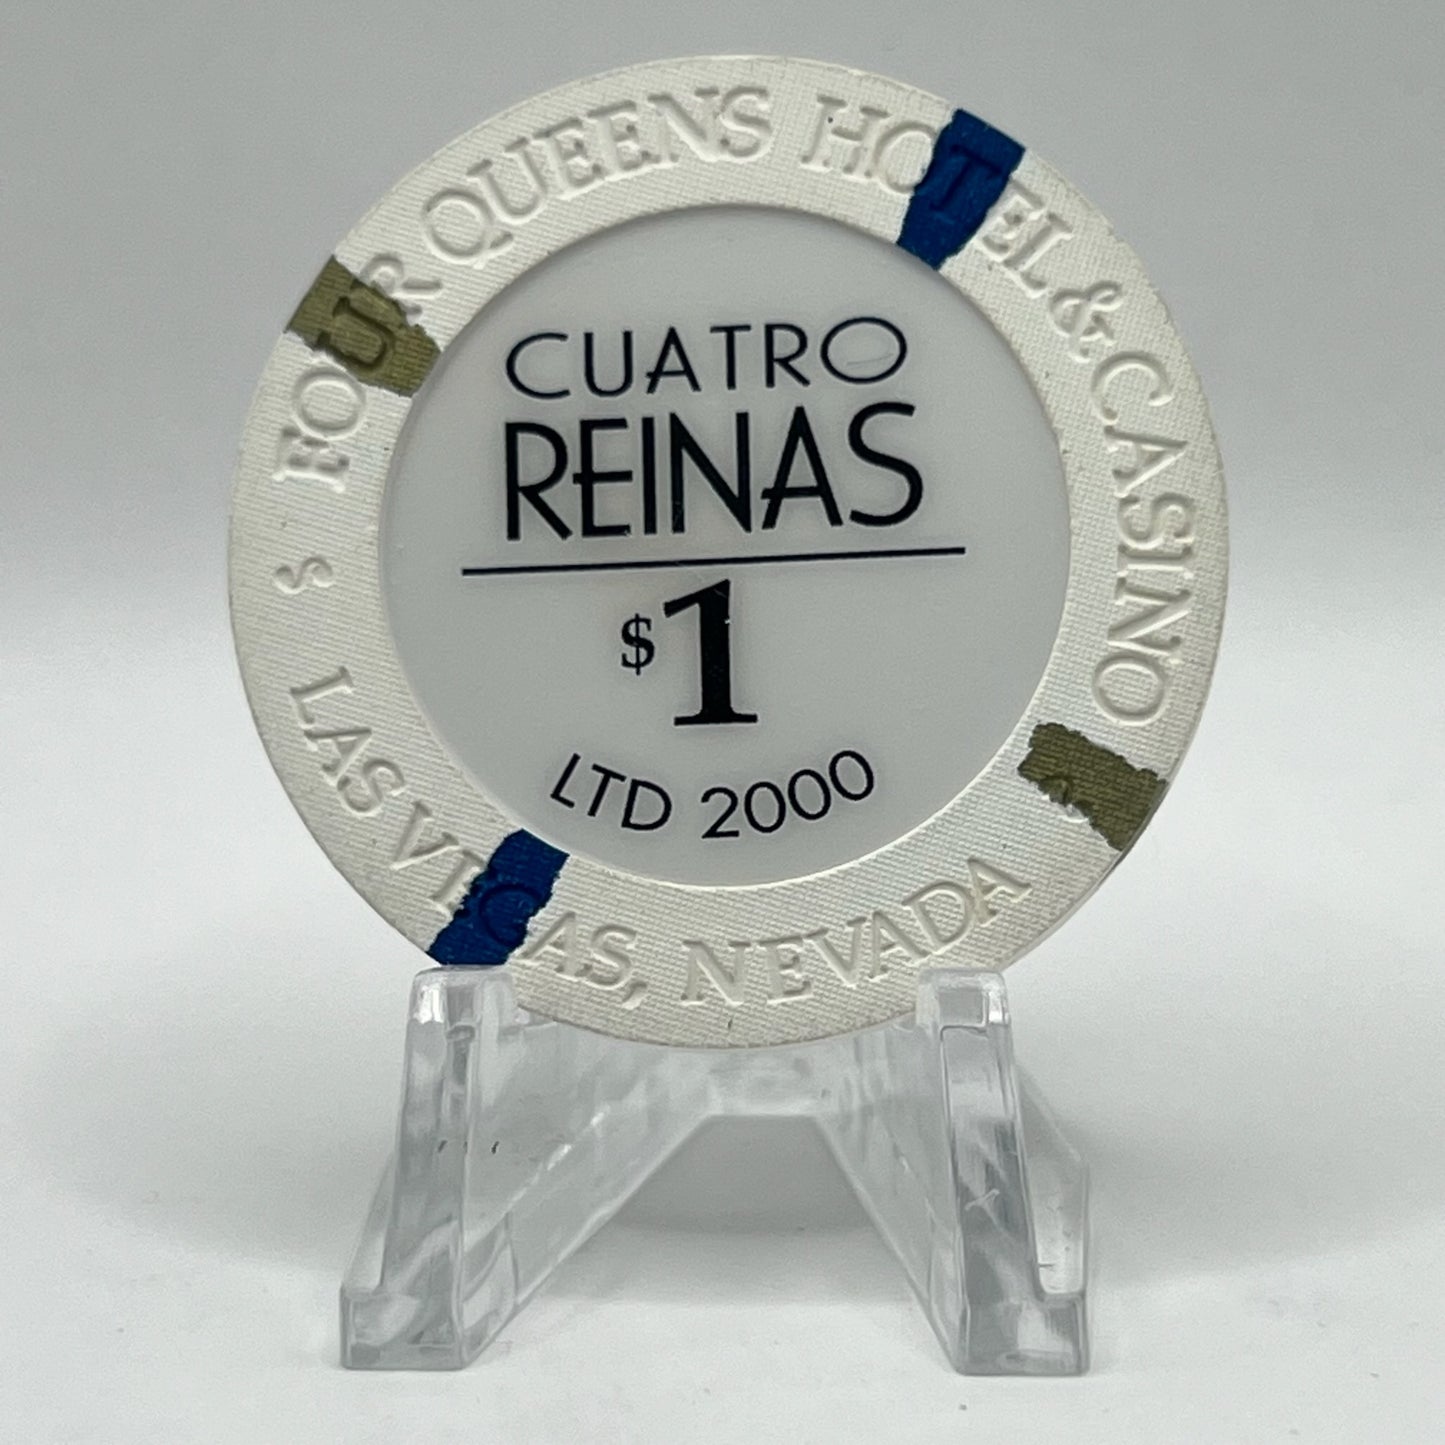 FOUR QUEENS HOTEL & CASINO
CUATRO
REINAS
$1
LTD 2000
LAS VEGAS, NEVADA